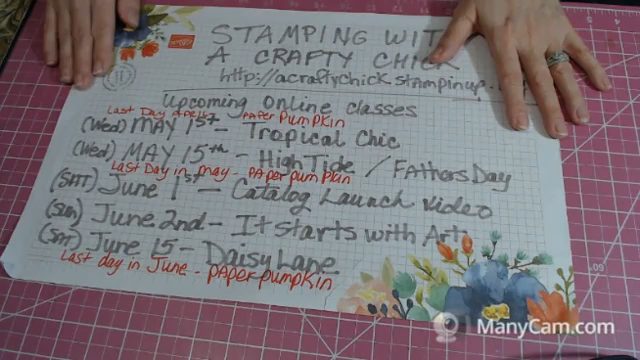 STAMPING WITH
A CRAFTY CHICK
http://acraftychick.stampinup.
Upcoming Online classes
Last Day April - PAPER PUMPKIN
(Wed) MAY 1st - Tropical Chic
(Wed) MAY 15th - High Tide / FATHERS DAY
Last Day in may - PAPER PUMPKIN
(SAT) June 1st - Catalog Launch Video
(Sun) June 2nd - It starts with Art
(SAT) June 15 - Daisy Lane
Last day in June - PAPER PUMPKIN
ManyCam.com